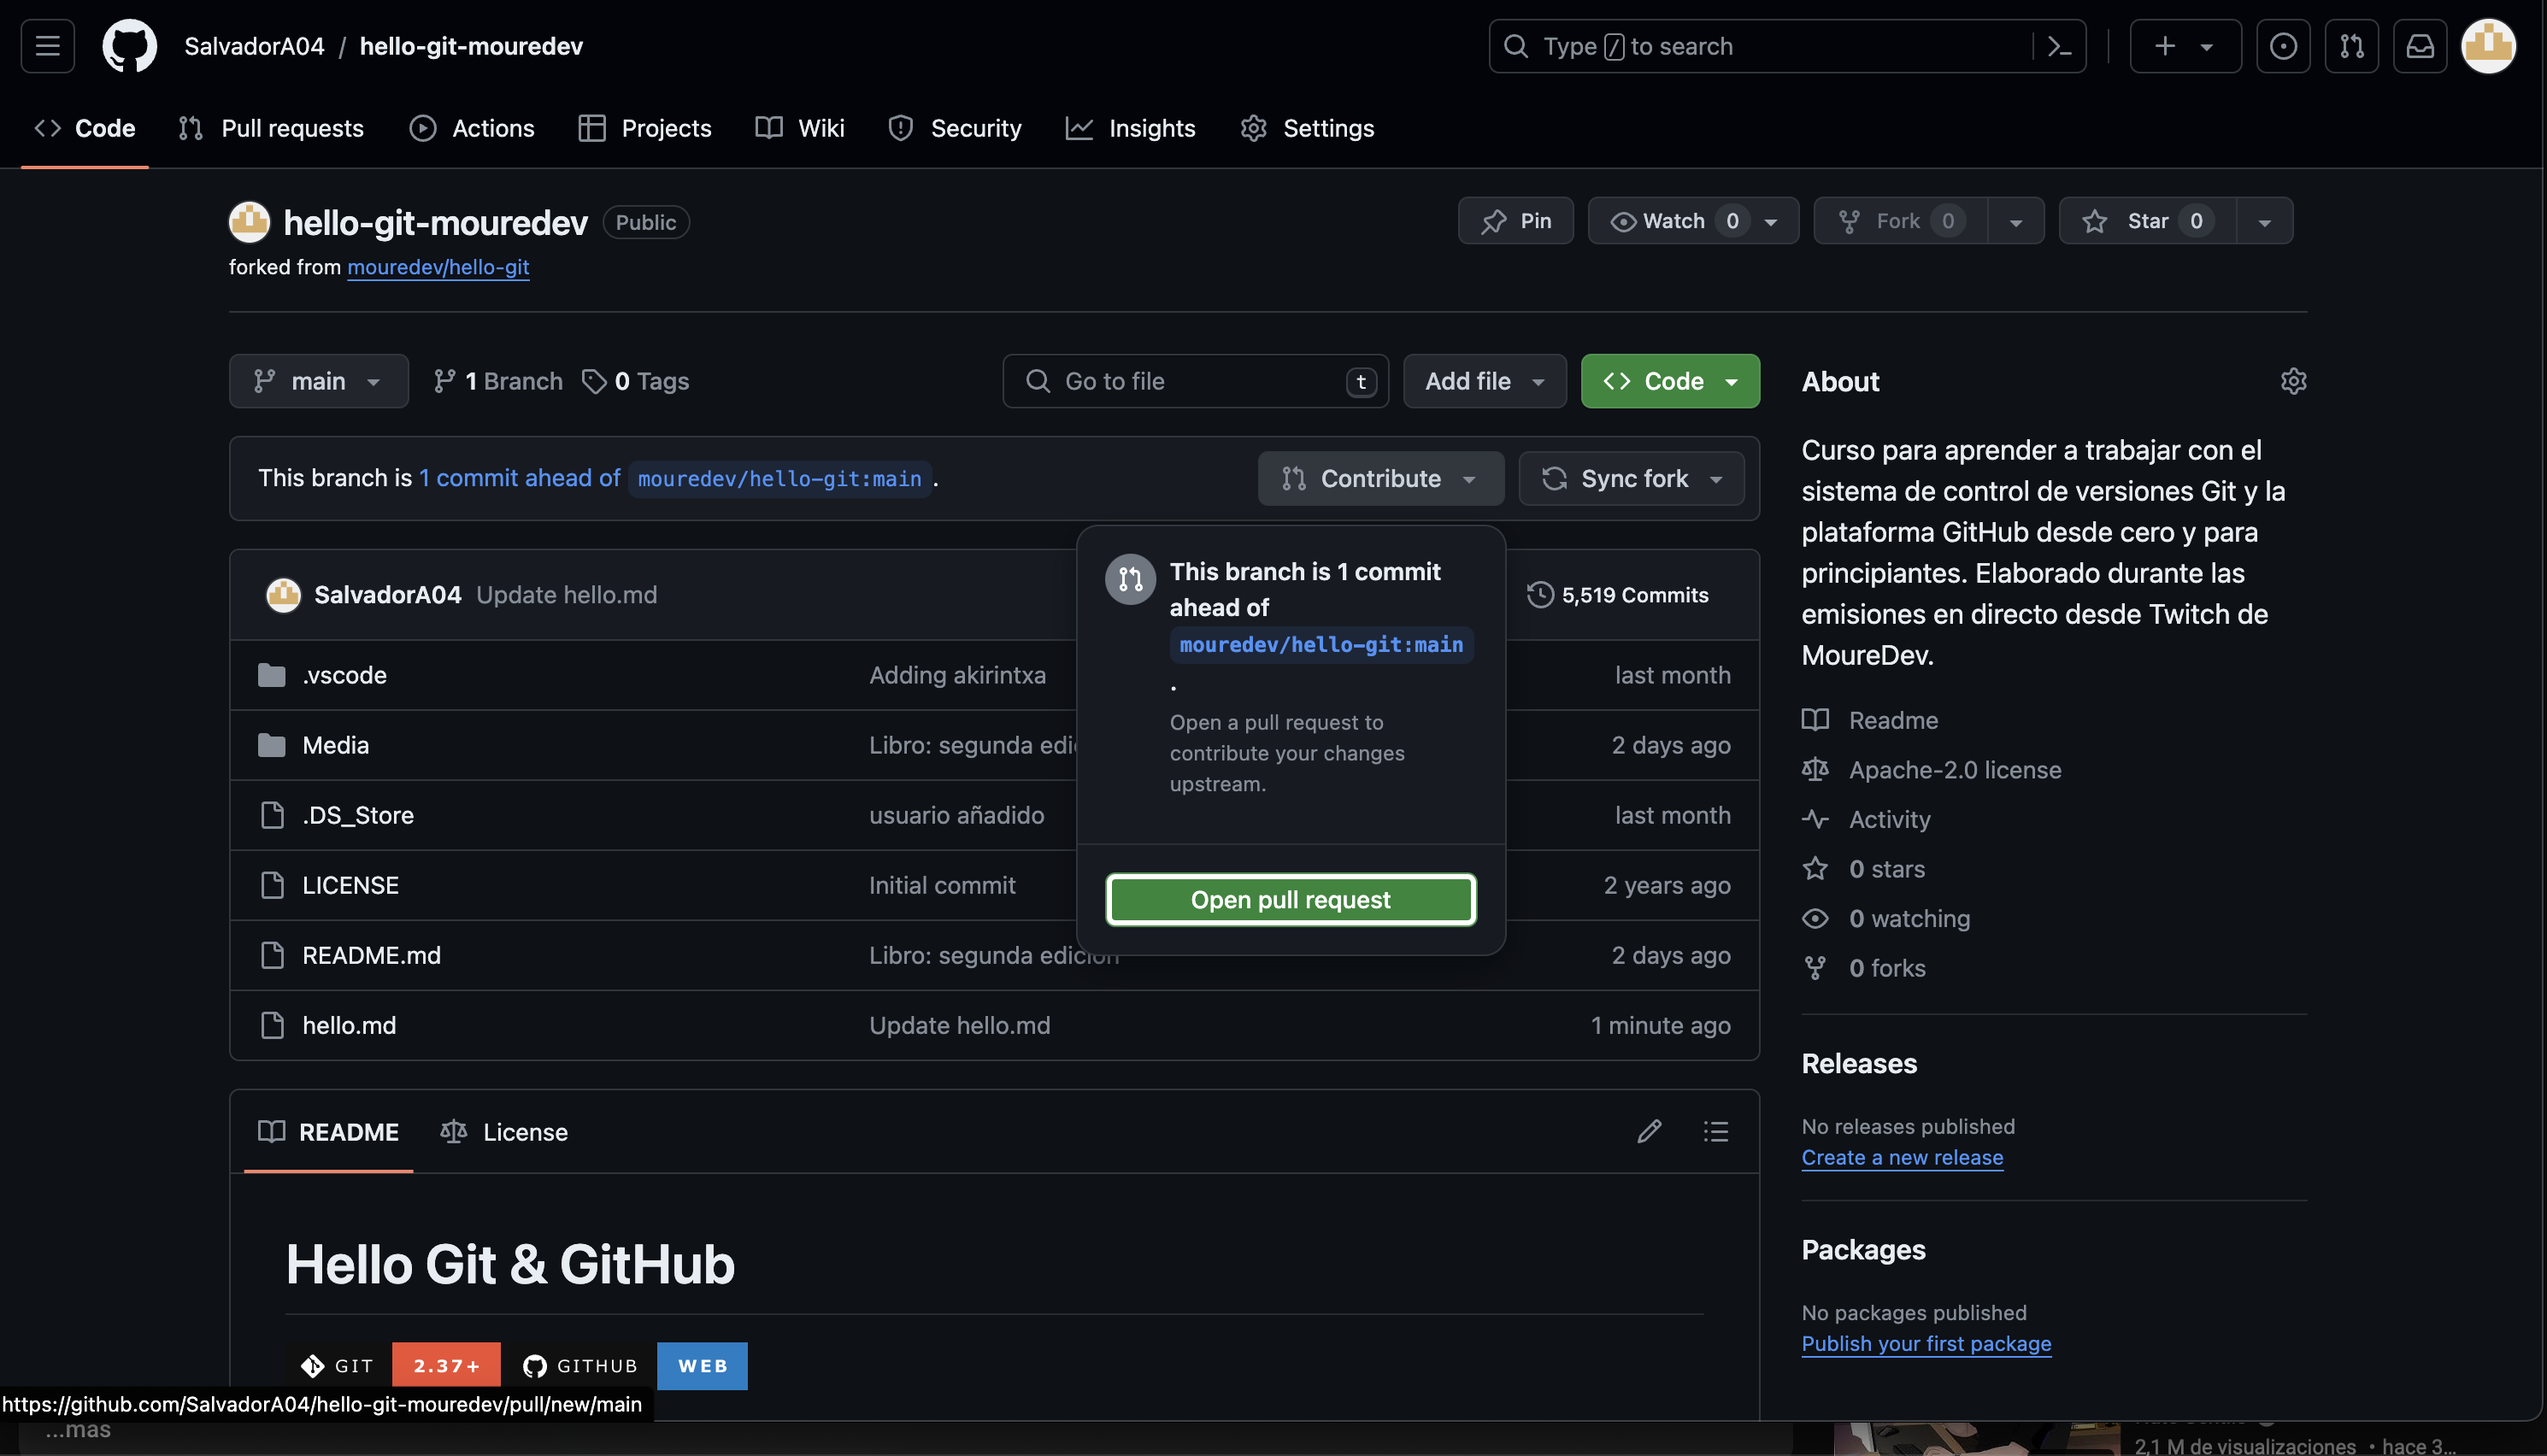 SalvadorA04 / hello-git-mouredev
Type / to search
Code Pull requests Actions Projects Wiki Security Insights Settings
hello-git-mouredev Public
Pin Watch 0 Fork 0 Star 0
forked from mouredev/hello-git
main 1 Branch 0 Tags Go to file t Add file Code
This branch is 1 commit ahead of mouredev/hello-git:main .
Contribute Sync fork
This branch is 1 commit
ahead of
mouredev/hello-git:main
.
Open a pull request to
contribute your changes
upstream.
Open pull request
SalvadorA04 Update hello.md 5,519 Commits
.vscode Adding akirintxa last month
Media Libro: segunda 2 days ago
.DS_Store usuario añadido last month
LICENSE Initial commit 2 years ago
README.md Libro: segunda edición 2 days ago
hello.md Update hello.md 1 minute ago
README License
Hello Git & GitHub
GIT 2.37+ GITHUB WEB
About
Curso para aprender a trabajar con el
sistema de control de versiones Git y la
plataforma GitHub desde cero y para
principiantes. Elaborado durante las
emisiones en directo desde Twitch de
MoureDev.
Readme
Apache-2.0 license
Activity
0 stars
0 watching
0 forks
Releases
No releases published
Create a new release
Packages
No packages published
Publish your first package
https://github.com/SalvadorA04/hello-git-mouredev/pull/new/main
...más
2,1 M de visualizaciones • hace 3...